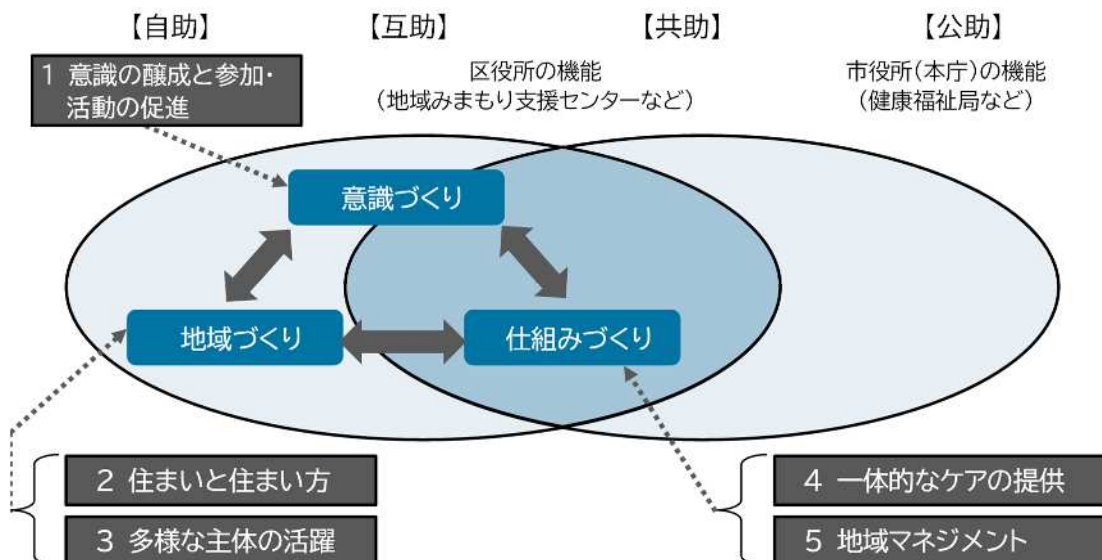 【自助】 【互助】 【共助】 【公助】
1 意識の醸成と参加・
活動の促進
区役所の機能
（地域みまもり支援センターなど）
市役所（本庁）の機能
（健康福祉局など）
意識づくり
地域づくり
仕組みづくり
2 住まいと住まい方
3 多様な主体の活躍
4 一体的なケアの提供
5 地域マネジメント